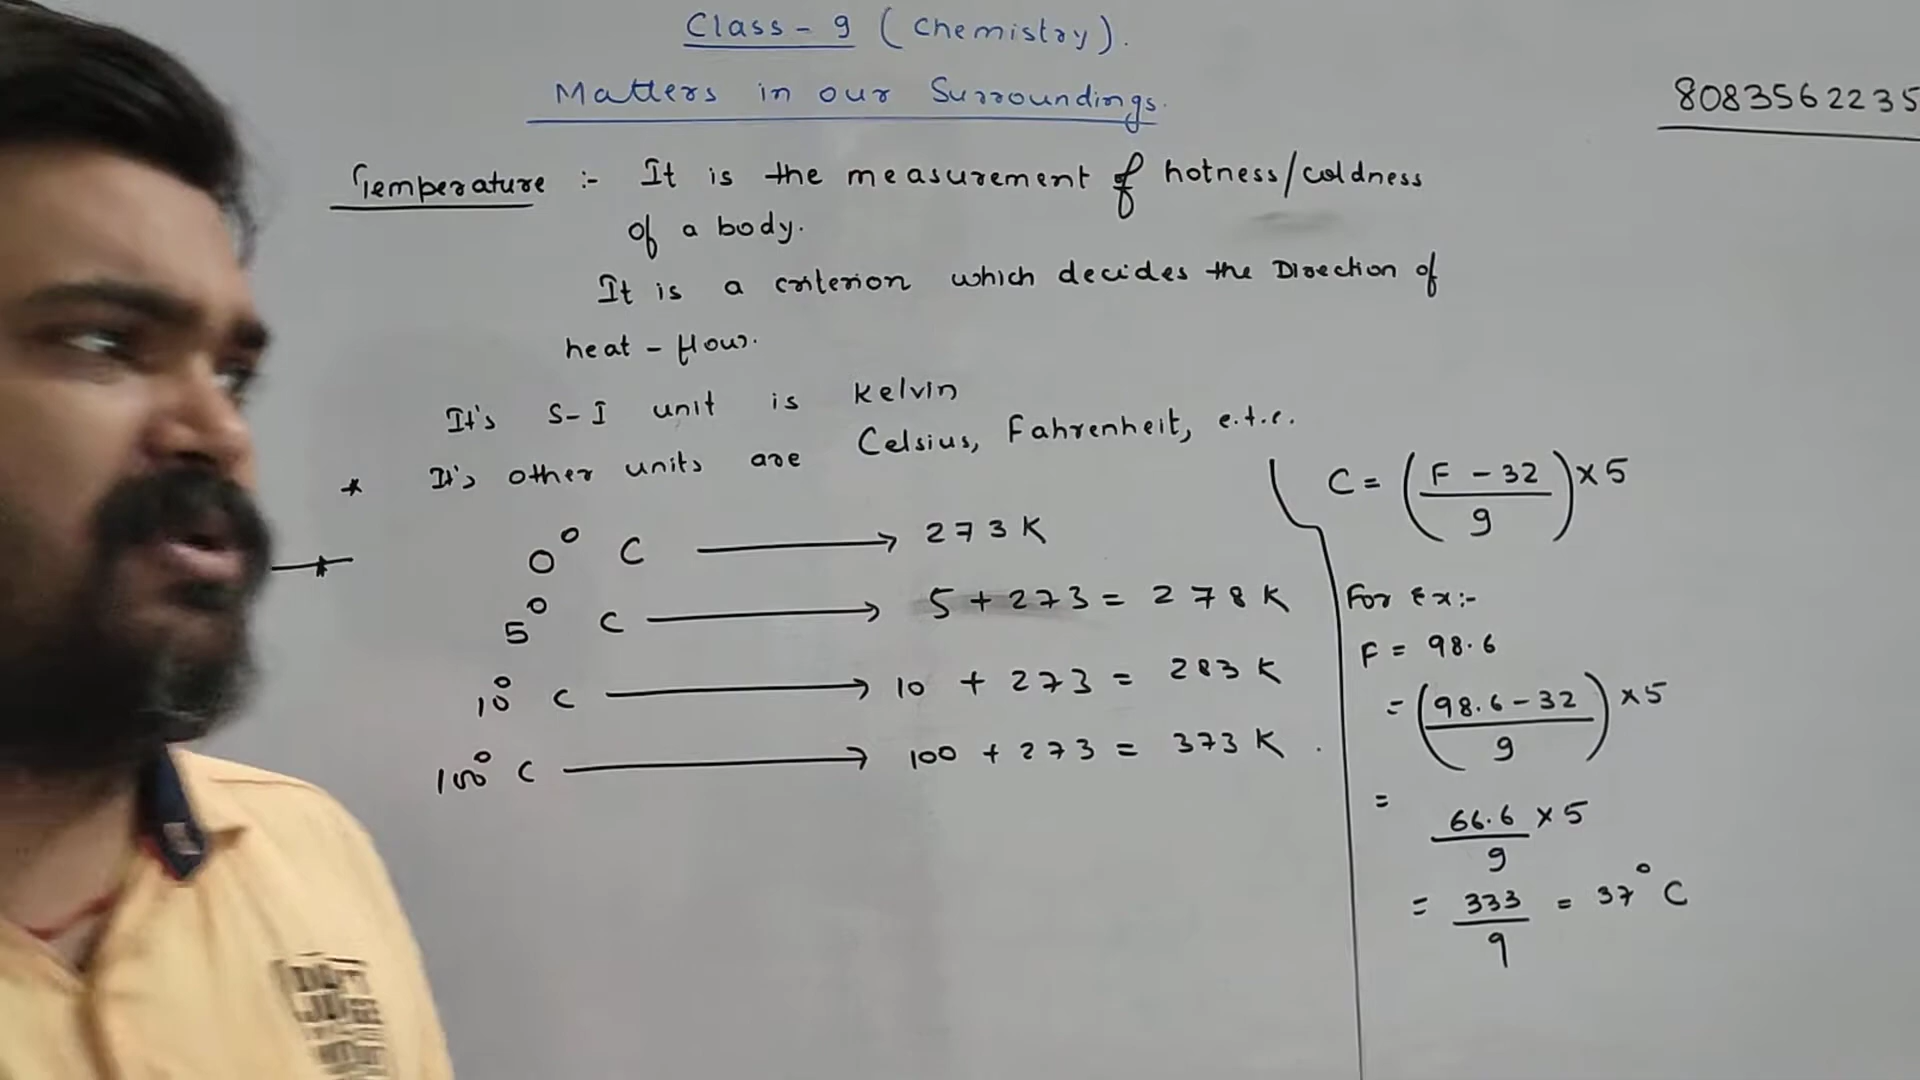 Class - 9 (Chemistry).
Matters in our Surroundings.
8083562235
Temperature :- It is the measurement of hotness/coldness
of a body.
It is a criterion which decides the Direction of
heat - flow.
It's S-I unit is Kelvin
* It's other units are Celsius, Fahrenheit, e.t.c.
0° C → 273 K
5° C → 5 + 273 = 278 K
10° C → 10 + 273 = 283 K
100° C → 100 + 273 = 373 K .
C = (F - 32 / 9) × 5
For Ex:-
F = 98.6
= (98.6 - 32 / 9) × 5
= 66.6 × 5 / 9
= 333 / 9 = 37° C